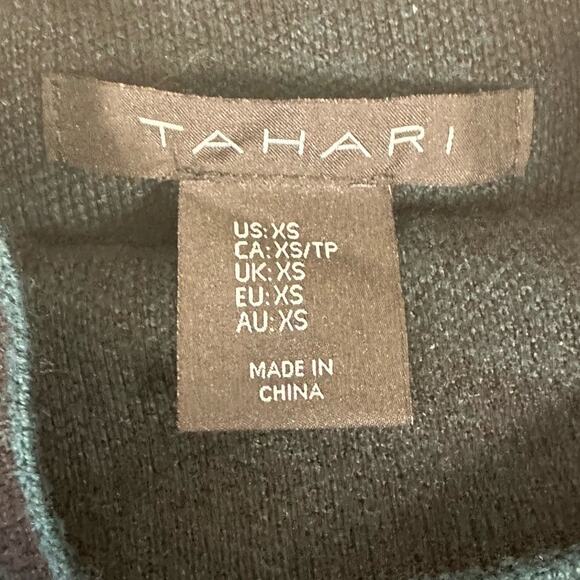 TAHARI
US: XS
CA: XS/TP
UK: XS
EU: XS
AU: XS
MADE IN
CHINA